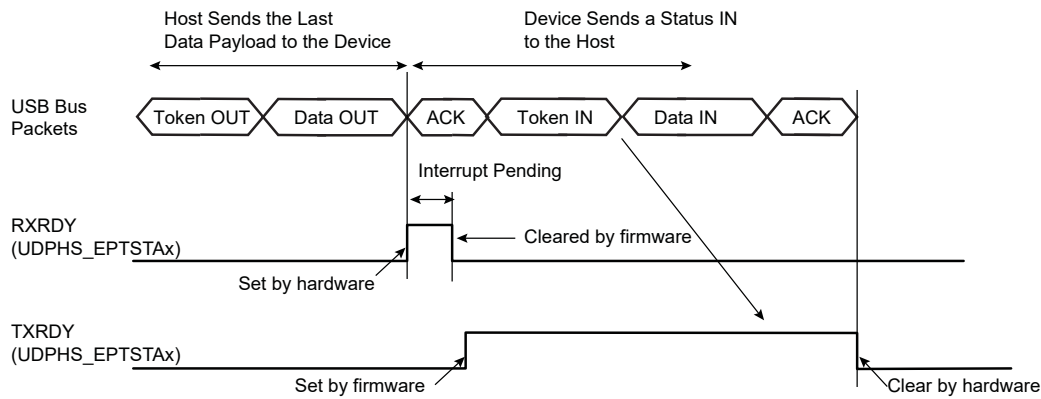 Host Sends the Last
Data Payload to the Device
Device Sends a Status IN
to the Host
USB Bus
Packets
Token OUT
Data OUT
ACK
Token IN
Data IN
ACK
Interrupt Pending
RXRDY
(UDPHS_EPTSTAx)
Cleared by firmware
Set by hardware
TXRDY
(UDPHS_EPTSTAx)
Set by firmware
Clear by hardware